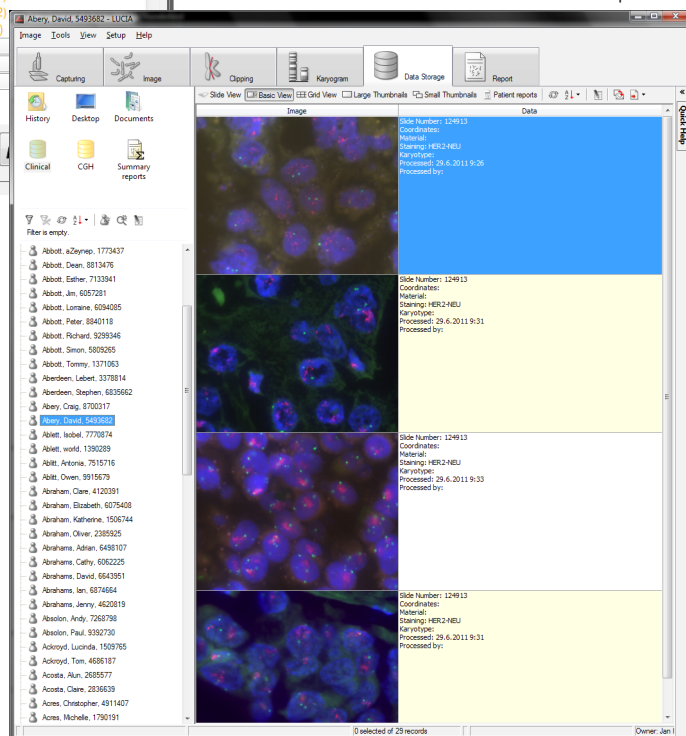 Abery, David, 5493682 - LUCIA
Image Tools View Setup Help
Capturing Image Clipping Karyogram Data Storage Report
Slide View Basic View Grid View Large Thumbnails Small Thumbnails Patient reports
History Desktop Documents
Clinical CGH Summary reports
Filter is empty.
Abbott, aZeynep, 1773437
Abbott, Dean, 8813476
Abbott, Esther, 7133941
Abbott, Jim, 6057281
Abbott, Lorraine, 6094085
Abbott, Peter, 8840118
Abbott, Richard, 9299346
Abbott, Simon, 5809265
Abbott, Tommy, 1371063
Aberdeen, Lebert, 3378814
Aberdeen, Stephen, 6835662
Abery, Craig, 8700317
Abery, David, 5493682
Ablett, Isobel, 7770874
Ablett, world, 1390289
Ablitt, Antonia, 7515716
Ablitt, Owen, 9915679
Abraham, Clare, 4120391
Abraham, Elizabeth, 6075408
Abraham, Katherine, 1506744
Abraham, Oliver, 2385925
Abrahams, Adrian, 6498107
Abrahams, Cathy, 6062225
Abrahams, David, 6643951
Abrahams, Ian, 6874664
Abrahams, Jenny, 4620819
Absolon, Andy, 7268798
Absolon, Paul, 9392730
Ackroyd, Lucinda, 1509765
Ackroyd, Tom, 4686187
Acosta, Alun, 2685577
Acosta, Claire, 2836639
Acres, Christopher, 4911407
Acres, Michelle, 1790191
Image Data
Slide Number: 124913
Coordinates:
Material:
Staining: HER2-NEU
Karyotype:
Processed: 29.6.2011 9:26
Processed by:
Slide Number: 124913
Coordinates:
Material:
Staining: HER2-NEU
Karyotype:
Processed: 29.6.2011 9:31
Processed by:
Slide Number: 124913
Coordinates:
Material:
Staining: HER2-NEU
Karyotype:
Processed: 29.6.2011 9:33
Processed by:
Slide Number: 124913
Coordinates:
Material:
Staining: HER2-NEU
Karyotype:
Processed: 29.6.2011 9:31
Processed by:
Quick Help
0 selected of 29 records
Owner: Jan